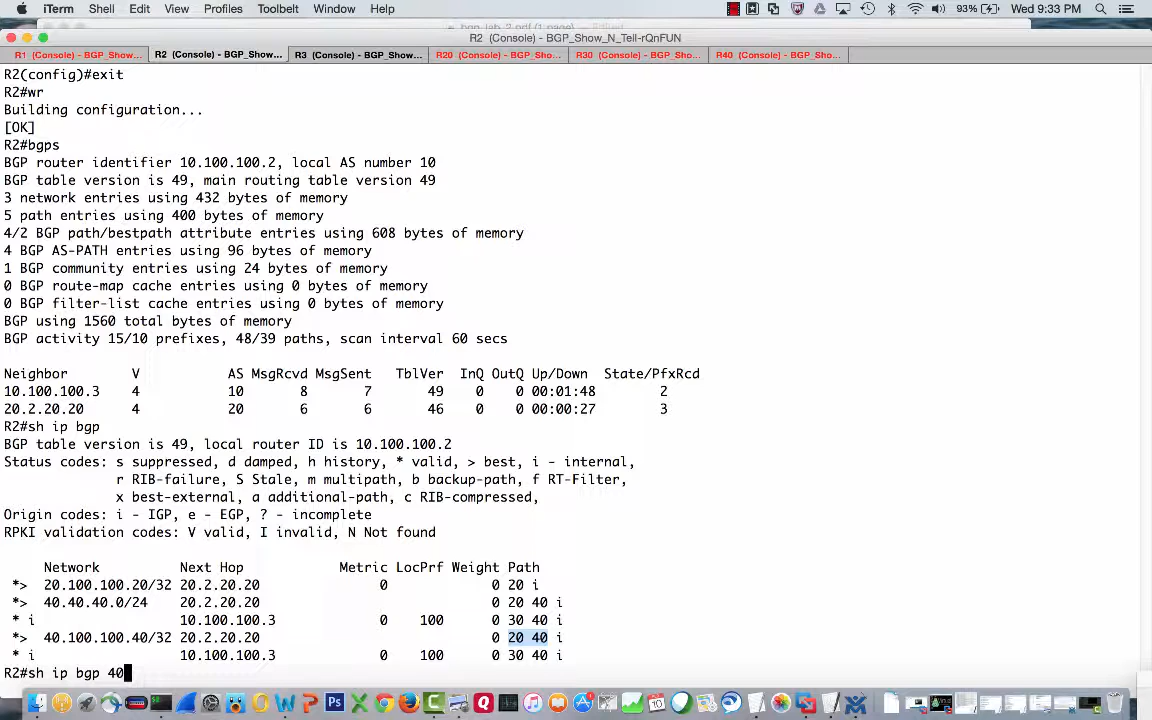 iTerm Shell Edit View Window Profiles Toolbelt Window Help 93% Wed 9:33 PM
R2 (Console) - BGP_Show_N_Tell-rQnFUN
R1 (Console) - BGP_Show... R2 (Console) - BGP_Show... R3 (Console) - BGP_Show... R20 (Console) - BGP_Sho... R30 (Console) - BGP_Sho... R40 (Console) - BGP_Sho...
R2(config)#exit
R2#wr
Building configuration...
[OK]
R2#bgps
BGP router identifier 10.100.100.2, local AS number 10
BGP table version is 49, main routing table version 49
3 network entries using 432 bytes of memory
5 path entries using 400 bytes of memory
4/2 BGP path/bestpath attribute entries using 608 bytes of memory
4 BGP AS-PATH entries using 96 bytes of memory
1 BGP community entries using 24 bytes of memory
0 BGP route-map cache entries using 0 bytes of memory
0 BGP filter-list cache entries using 0 bytes of memory
BGP using 1560 total bytes of memory
BGP activity 15/10 prefixes, 48/39 paths, scan interval 60 secs
Neighbor V AS MsgRcvd MsgSent TblVer InQ OutQ Up/Down State/PfxRcd
10.100.100.3 4 10 8 7 49 0 0 00:01:48 2
20.2.20.20 4 20 6 6 46 0 0 00:00:27 3
R2#sh ip bgp
BGP table version is 49, local router ID is 10.100.100.2
Status codes: s suppressed, d damped, h history, * valid, > best, i - internal,
r RIB-failure, S Stale, m multipath, b backup-path, f RT-Filter,
x best-external, a additional-path, c RIB-compressed,
Origin codes: i - IGP, e - EGP, ? - incomplete
RPKI validation codes: V valid, I invalid, N Not found
Network Next Hop Metric LocPrf Weight Path
*> 20.100.100.20/32 20.2.20.20 0 0 20 i
*> 40.40.40.0/24 20.2.20.20 0 20 40 i
* i 10.100.100.3 0 100 0 30 40 i
*> 40.100.100.40/32 20.2.20.20 0 20 40 i
* i 10.100.100.3 0 100 0 30 40 i
R2#sh ip bgp 40